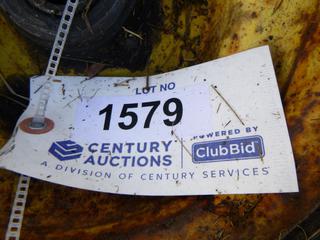 LOT NO
1579
CENTURY
AUCTIONS
POWERED BY
ClubBid
A DIVISION OF CENTURY SERVICES